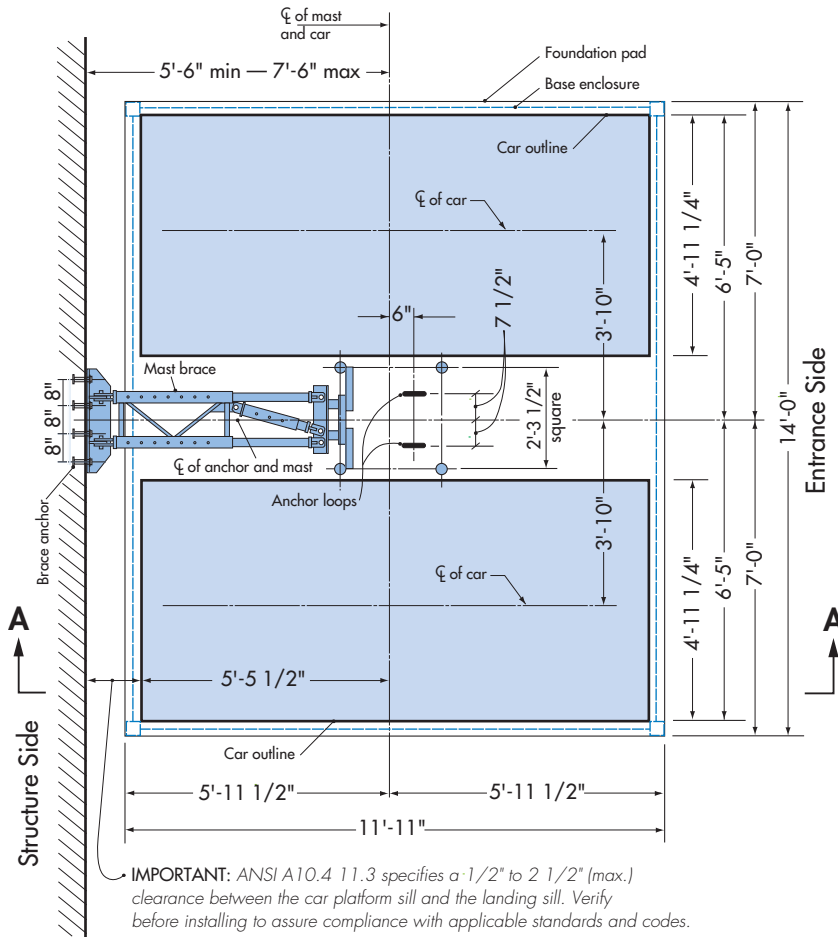 ℄ of mast
and car
5'-6" min — 7'-6" max
Foundation pad
Base enclosure
Car outline
℄ of car
6"
7 1/2"
3'-10"
4'-11 1/4"
6'-5"
7'-0"
Mast brace
8"
8"
8"
2'-3 1/2"
square
14'-0"
Entrance Side
℄ of anchor and mast
Anchor loops
Brace anchor
3'-10"
℄ of car
4'-11 1/4"
6'-5"
7'-0"
A
A
5'-5 1/2"
Structure Side
Car outline
5'-11 1/2"
5'-11 1/2"
11'-11"
IMPORTANT: ANSI A10.4 11.3 specifies a 1/2" to 2 1/2" (max.)
clearance between the car platform sill and the landing sill. Verify
before installing to assure compliance with applicable standards and codes.